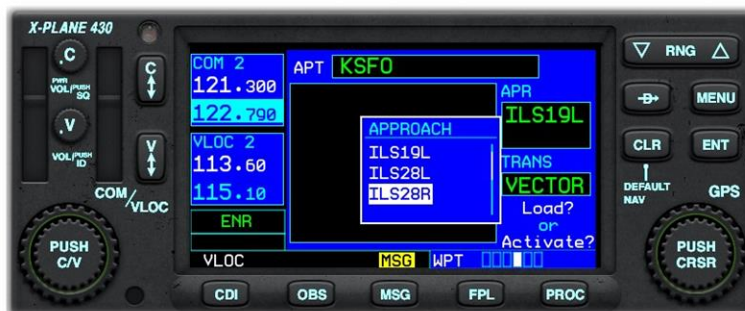 X-PLANE 430
C
PWR
VOL/PUSH
SQ
C
V
VOL/PUSH
ID
V
COM/VLOC
PUSH
C/V
COM 2
121.300
122.790
VLOC 2
113.60
115.10
ENR
VLOC
MSG
WPT
APT KSFO
APR
ILS19L
APPROACH
ILS19L
ILS28L
ILS28R
TRANS
VECTOR
Load?
or
Activate?
RNG
D
MENU
CLR
ENT
DEFAULT
NAV
GPS
PUSH
CRSR
CDI
OBS
MSG
FPL
PROC